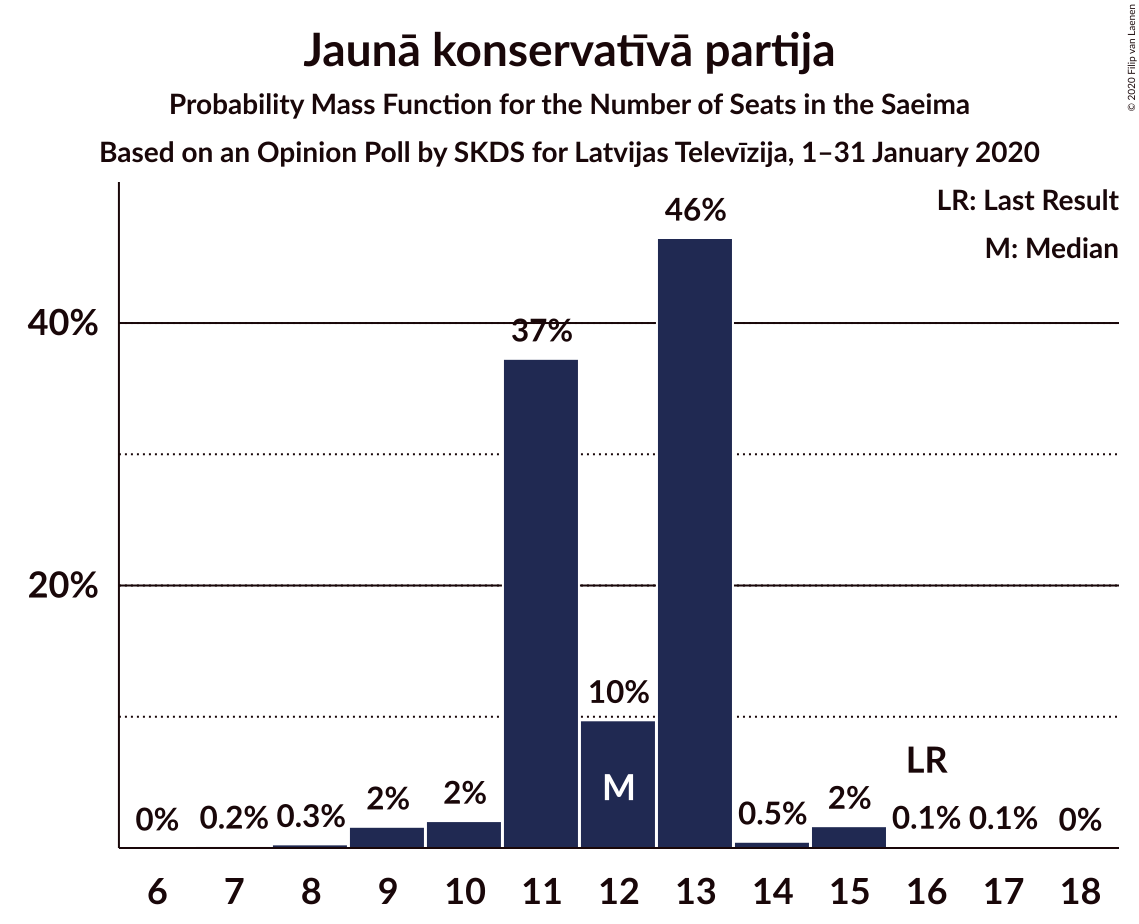 Jaunā konservatīvā partija
Probability Mass Function for the Number of Seats in the Saeima
Based on an Opinion Poll by SKDS for Latvijas Televīzija, 1–31 January 2020
© 2020 Filip van Laenen
LR: Last Result
M: Median
46%
40%
37%
20%
10%
M
LR
0%
0.2%
0.3%
2%
2%
0.5%
2%
0.1%
0.1%
0%
6 7 8 9 10 11 12 13 14 15 16 17 18